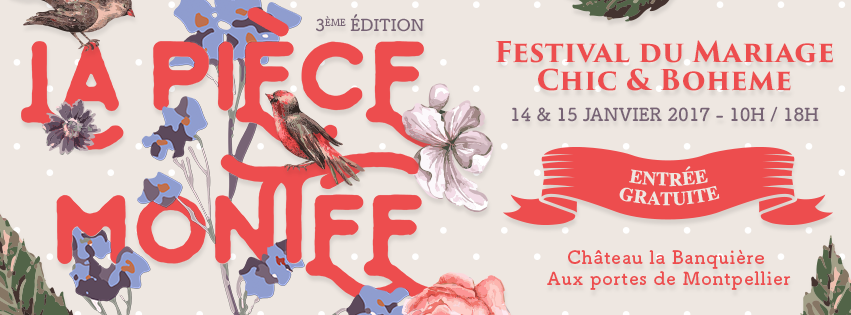 3ÈME ÉDITION
LA PIÈCE
MONTEE
FESTIVAL DU MARIAGE
CHIC & BOHEME
14 & 15 JANVIER 2017 - 10H / 18H
ENTRÉE
GRATUITE
Château la Banquière
Aux portes de Montpellier